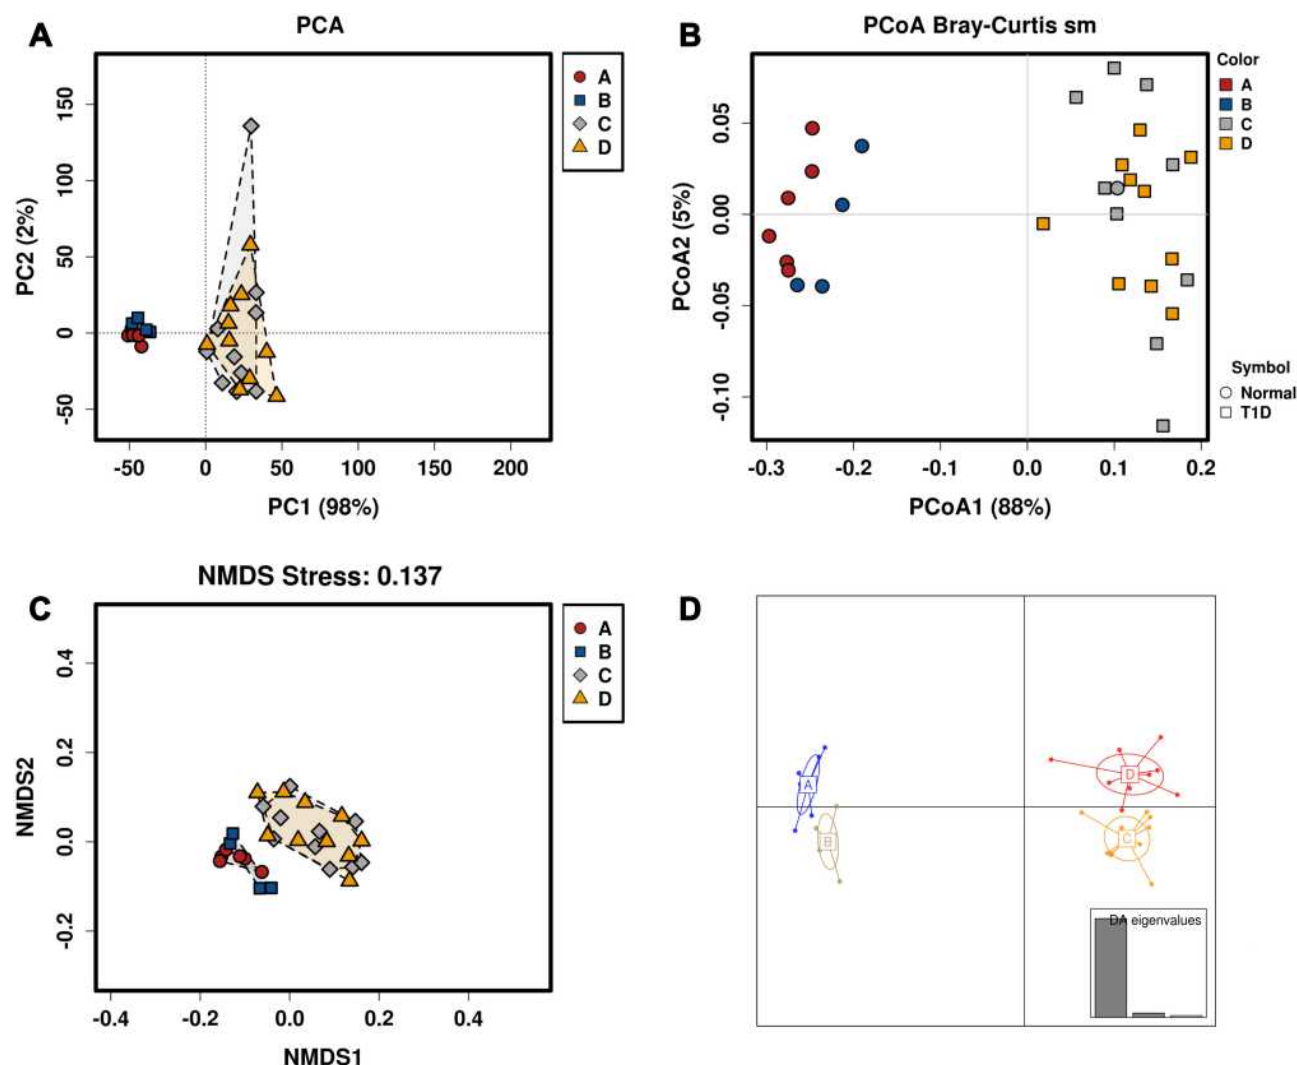 A
PCA
PC2 (2%)
150
100
50
0
-50
-50 0 50 100 150 200
PC1 (98%)
A
B
C
D
B
PCoA Bray-Curtis sm
PCoA2 (5%)
0.05
0.00
-0.05
-0.10
-0.3 -0.2 -0.1 0.0 0.1 0.2
PCoA1 (88%)
Color
A
B
C
D
Symbol
Normal
T1D
C
NMDS Stress: 0.137
NMDS2
0.4
0.2
0.0
-0.2
-0.4 -0.2 0.0 0.2 0.4
NMDS1
A
B
C
D
D
A
B
D
C
DA eigenvalues